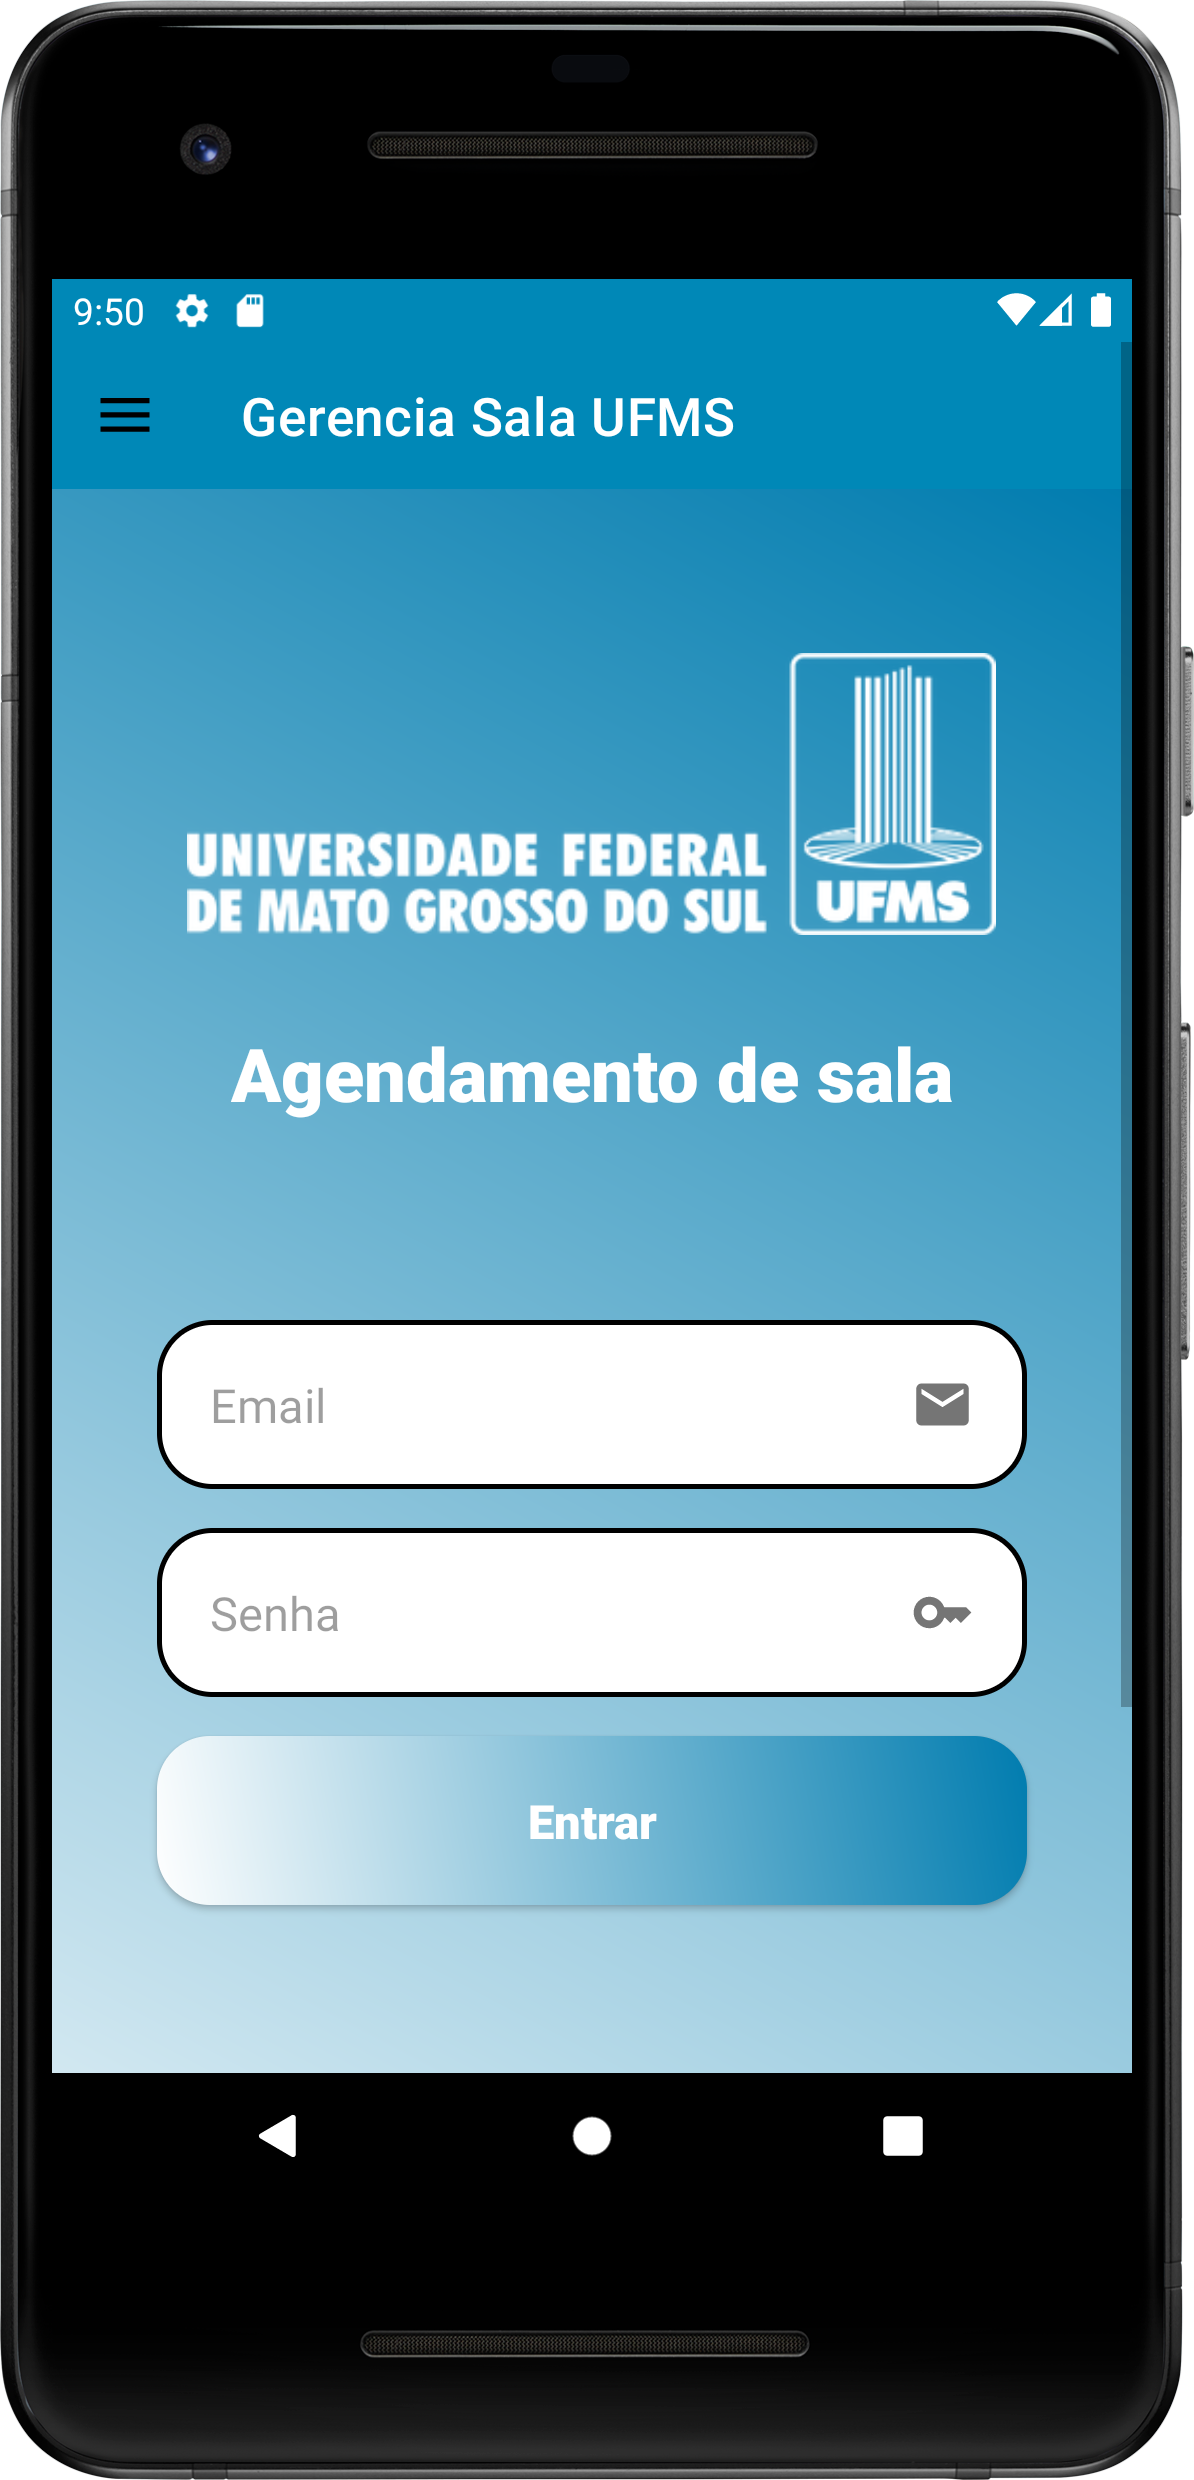 9:50
Gerencia Sala UFMS
UNIVERSIDADE FEDERAL
DE MATO GROSSO DO SUL
UFMS
Agendamento de sala
Email
Senha
Entrar